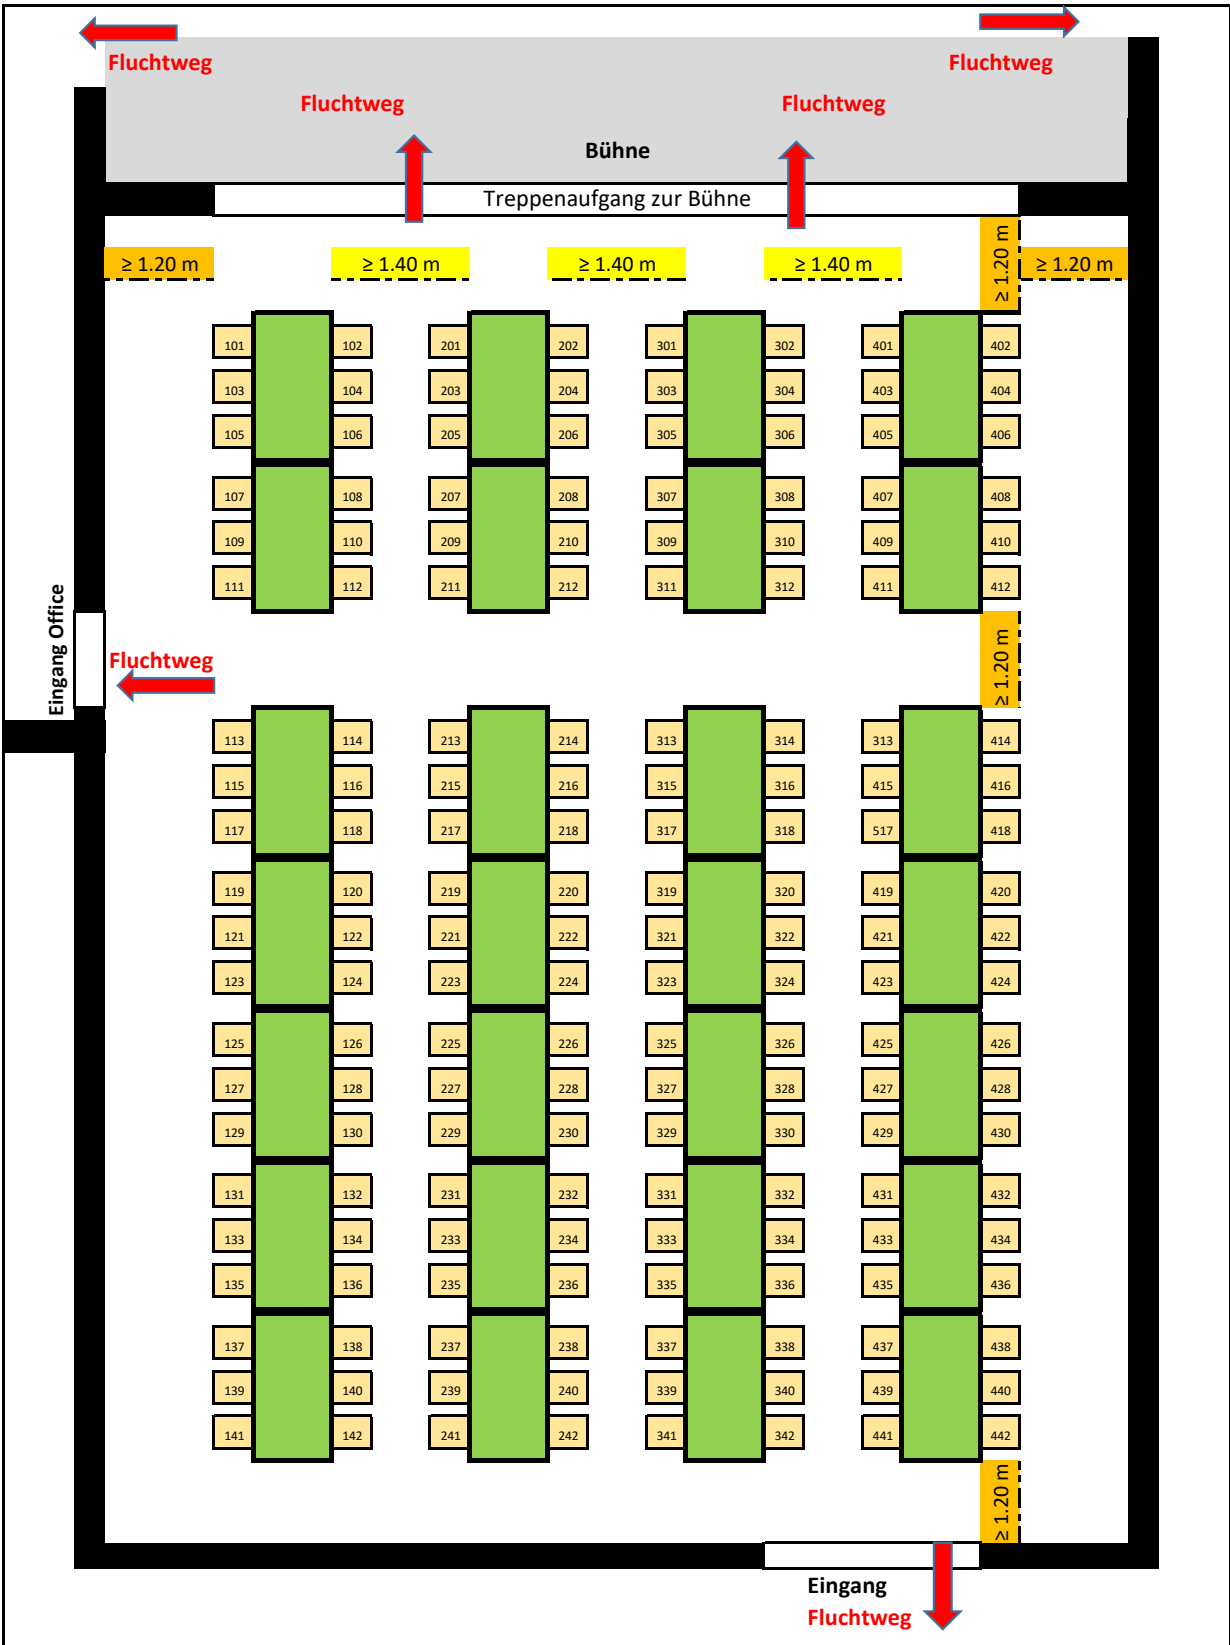 Fluchtweg Fluchtweg
Fluchtweg Fluchtweg
Bühne
Treppenaufgang zur Bühne
≥ 1.20 m ≥ 1.40 m ≥ 1.40 m ≥ 1.40 m ≥ 1.20 m ≥ 1.20 m
101 102 201 202 301 302 401 402
103 104 203 204 303 304 403 404
105 106 205 206 305 306 405 406
107 108 207 208 307 308 407 408
109 110 209 210 309 310 409 410
111 112 211 212 311 312 411 412
Eingang Office
Fluchtweg
≥ 1.20 m
113 114 213 214 313 314 313 414
115 116 215 216 315 316 415 416
117 118 217 218 317 318 517 418
119 120 219 220 319 320 419 420
121 122 221 222 321 322 421 422
123 124 223 224 323 324 423 424
125 126 225 226 325 326 425 426
127 128 227 228 327 328 427 428
129 130 229 230 329 330 429 430
131 132 231 232 331 332 431 432
133 134 233 234 333 334 433 434
135 136 235 236 335 336 435 436
137 138 237 238 337 338 437 438
139 140 239 240 339 340 439 440
141 142 241 242 341 342 441 442
≥ 1.20 m
Eingang
Fluchtweg